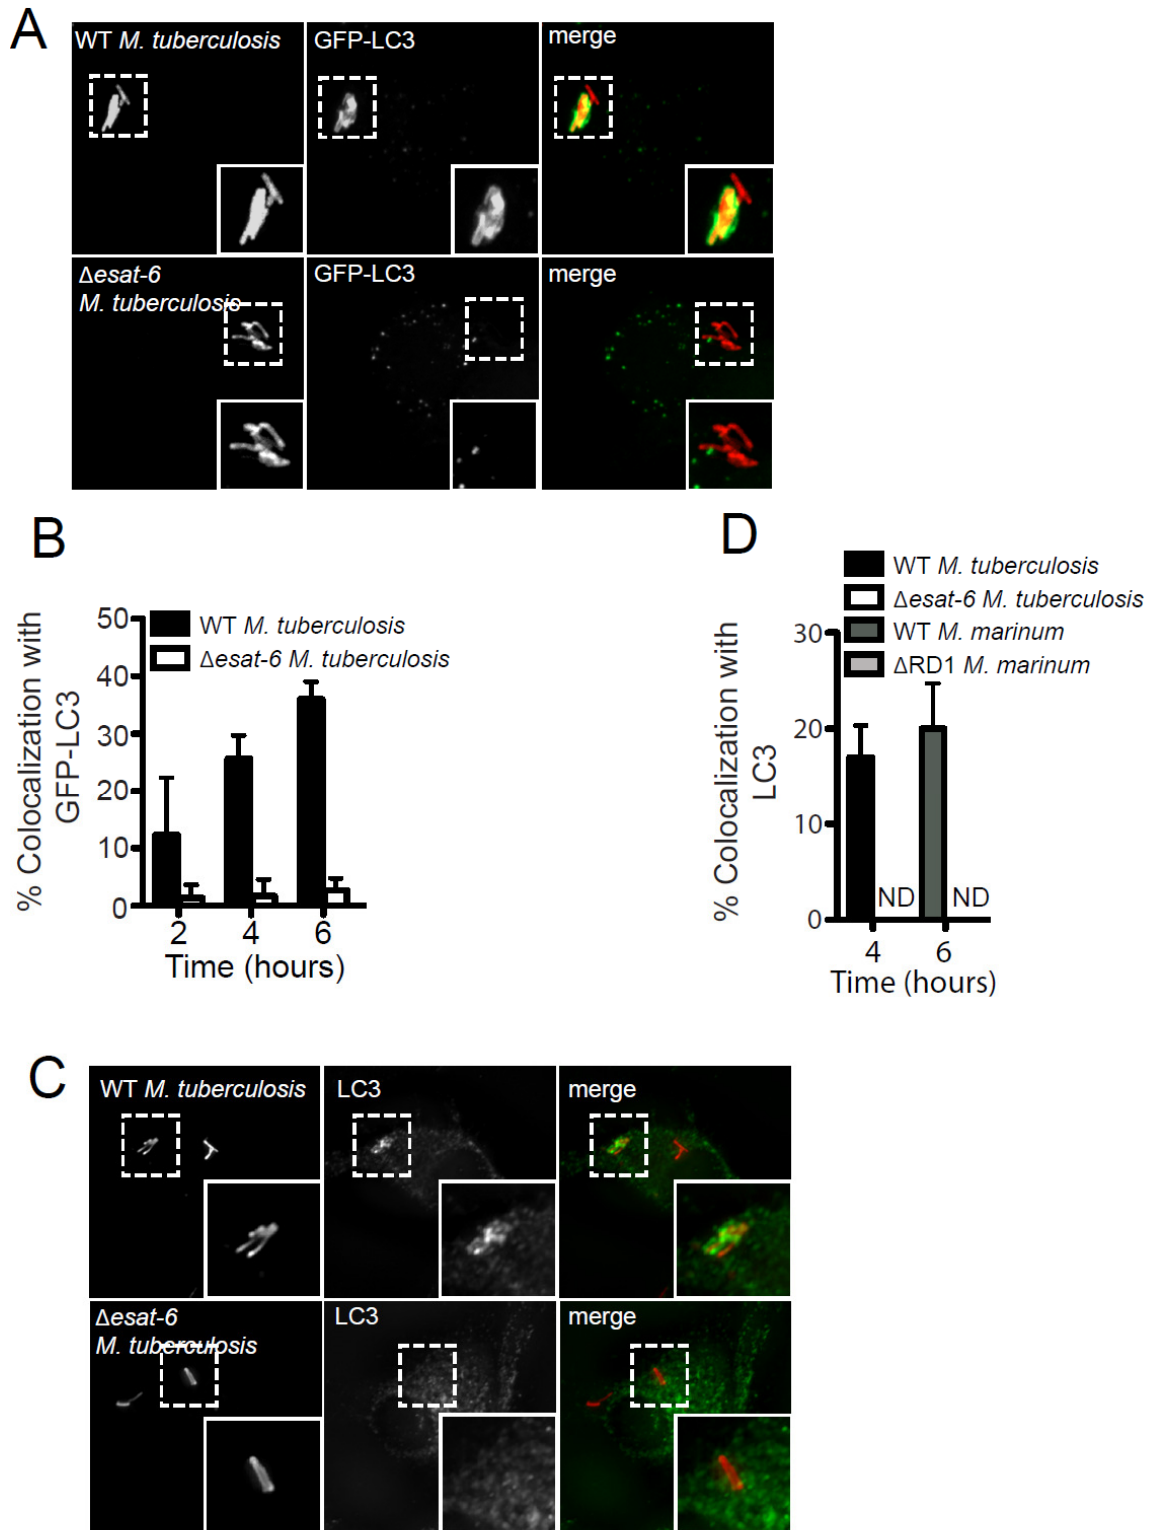 A
WT M. tuberculosis
GFP-LC3
merge
Δesat-6
M. tuberculosis
GFP-LC3
merge
B
% Colocalization with
GFP-LC3
50
40
30
20
10
0
WT M. tuberculosis
Δesat-6 M. tuberculosis
2 4 6
Time (hours)
D
WT M. tuberculosis
Δesat-6 M. tuberculosis
WT M. marinum
ΔRD1 M. marinum
% Colocalization with
LC3
30
20
10
0
ND ND
4 6
Time (hours)
C
WT M. tuberculosis
LC3
merge
Δesat-6
M. tuberculosis
LC3
merge